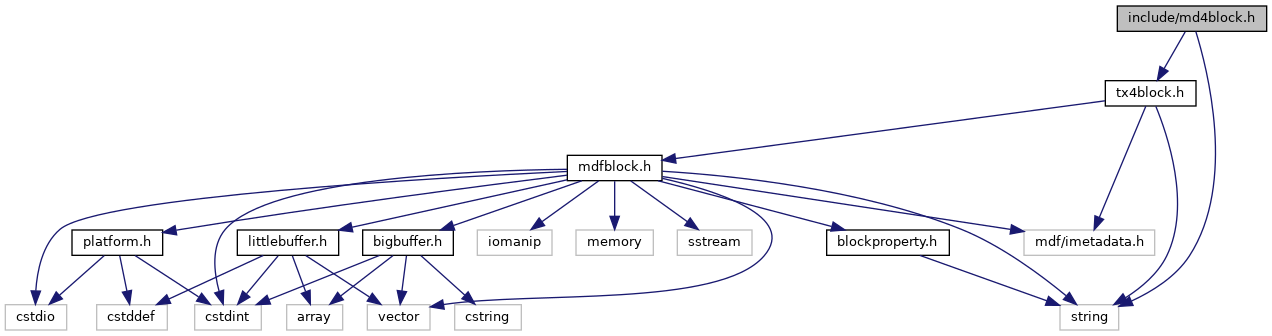 include/md4block.h
tx4block.h
mdfblock.h
platform.h
littlebuffer.h
bigbuffer.h
iomanip
memory
sstream
blockproperty.h
mdf/imetadata.h
cstdio
cstddef
cstdint
array
vector
cstring
string